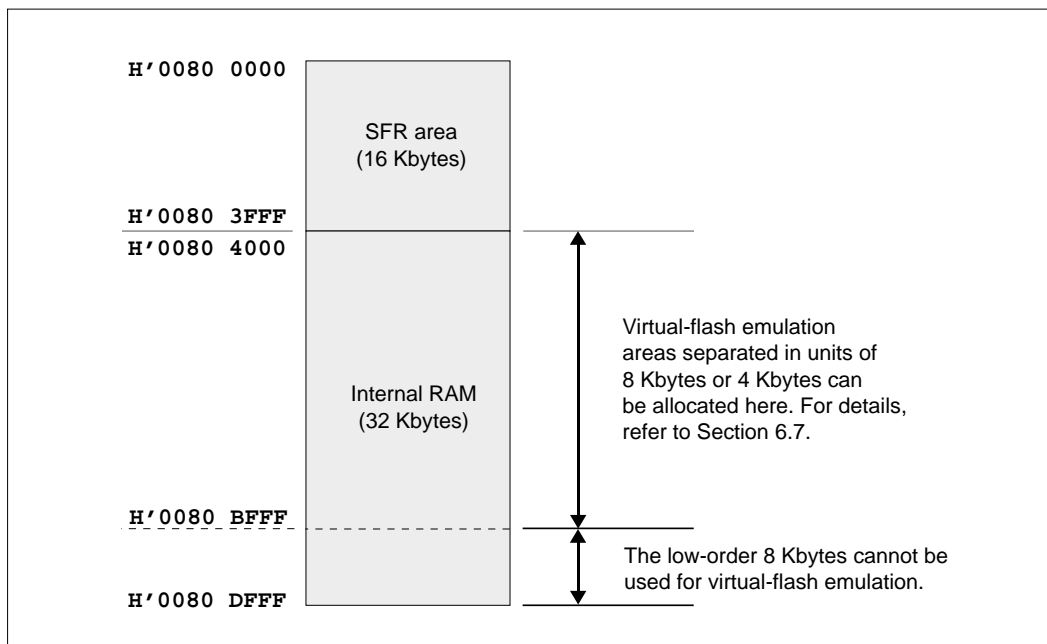 H'0080 0000
SFR area
(16 Kbytes)
H'0080 3FFF
H'0080 4000
Internal RAM
(32 Kbytes)
Virtual-flash emulation
areas separated in units of
8 Kbytes or 4 Kbytes can
be allocated here. For details,
refer to Section 6.7.
H'0080 BFFF
The low-order 8 Kbytes cannot be
used for virtual-flash emulation.
H'0080 DFFF